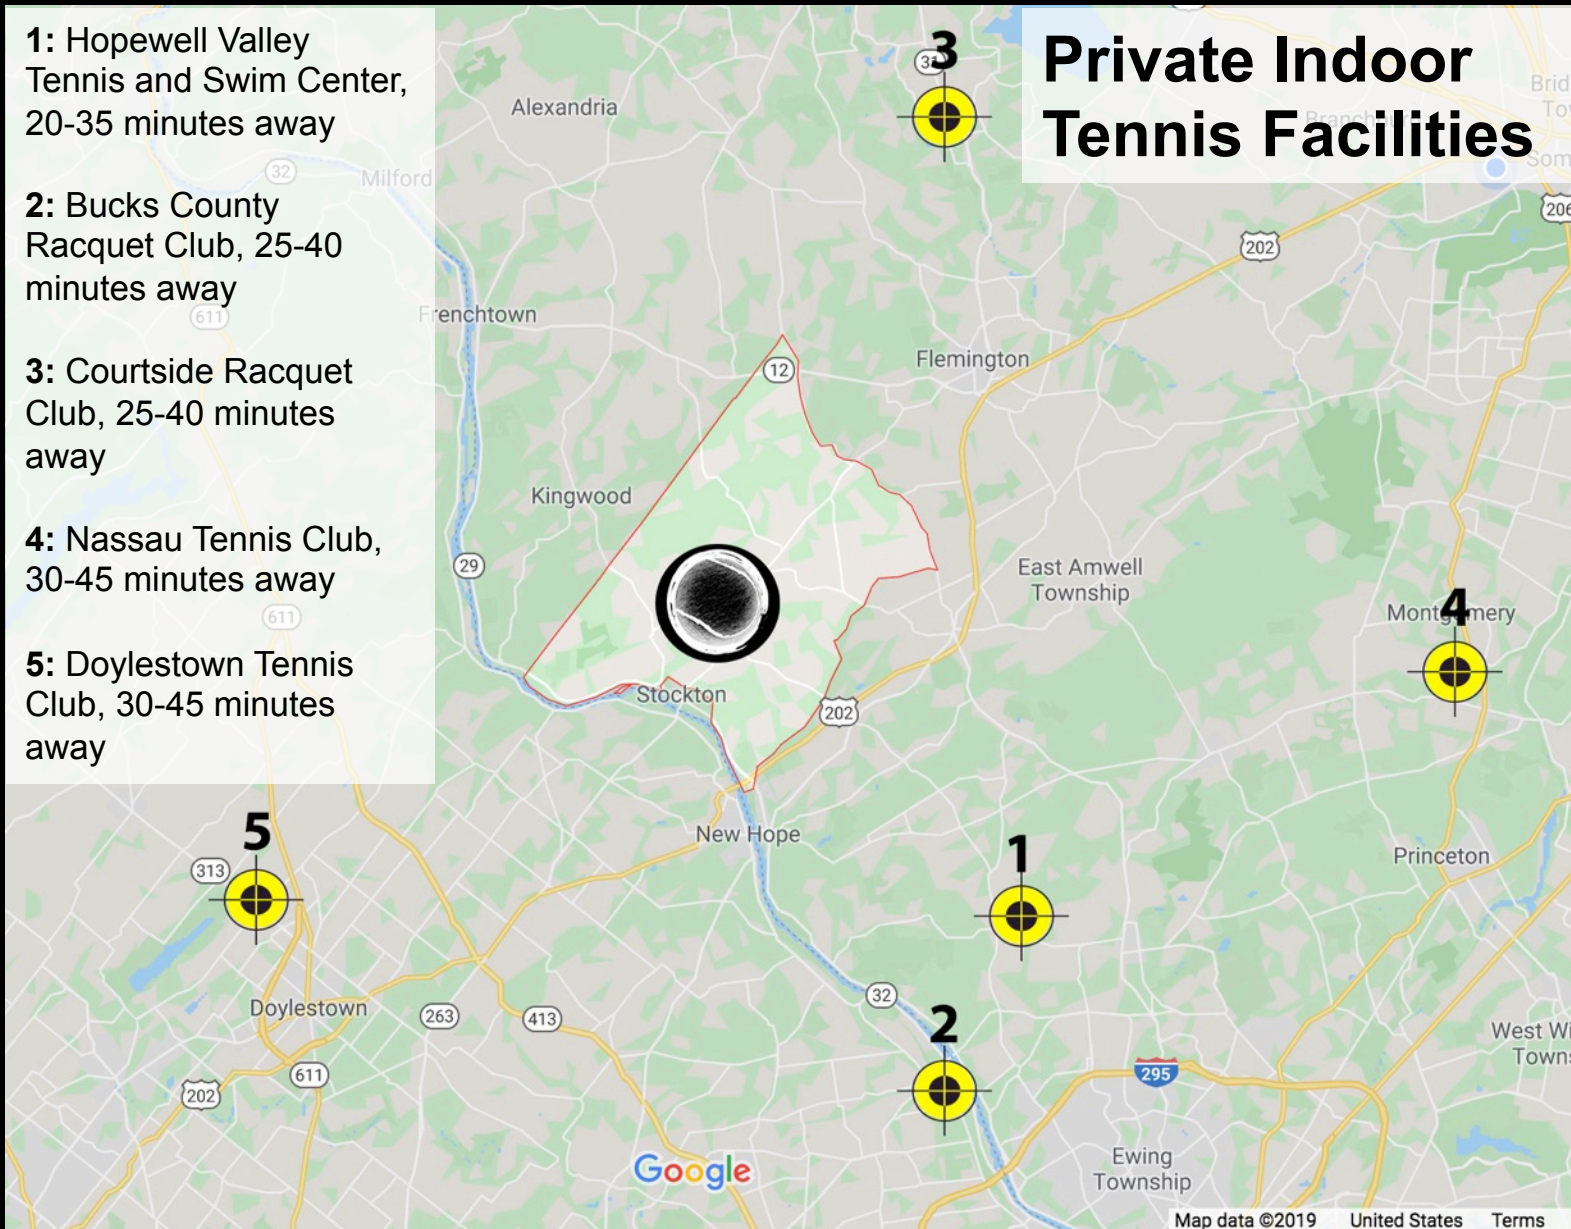 1: Hopewell Valley
Tennis and Swim Center,
20-35 minutes away
2: Bucks County
Racquet Club, 25-40
minutes away
3: Courtside Racquet
Club, 25-40 minutes
away
4: Nassau Tennis Club,
30-45 minutes away
5: Doylestown Tennis
Club, 30-45 minutes
away
Private Indoor
Tennis Facilities
3
31
Alexandria
32
Milford
202
206
611
Frenchtown
12
Flemington
Kingwood
29
East Amwell
Township
611
4
Montgomery
Stockton
202
5
New Hope
1
313
Princeton
32
Doylestown
263
413
2
295
611
202
Google
Ewing
Township
Map data ©2019 United States Terms